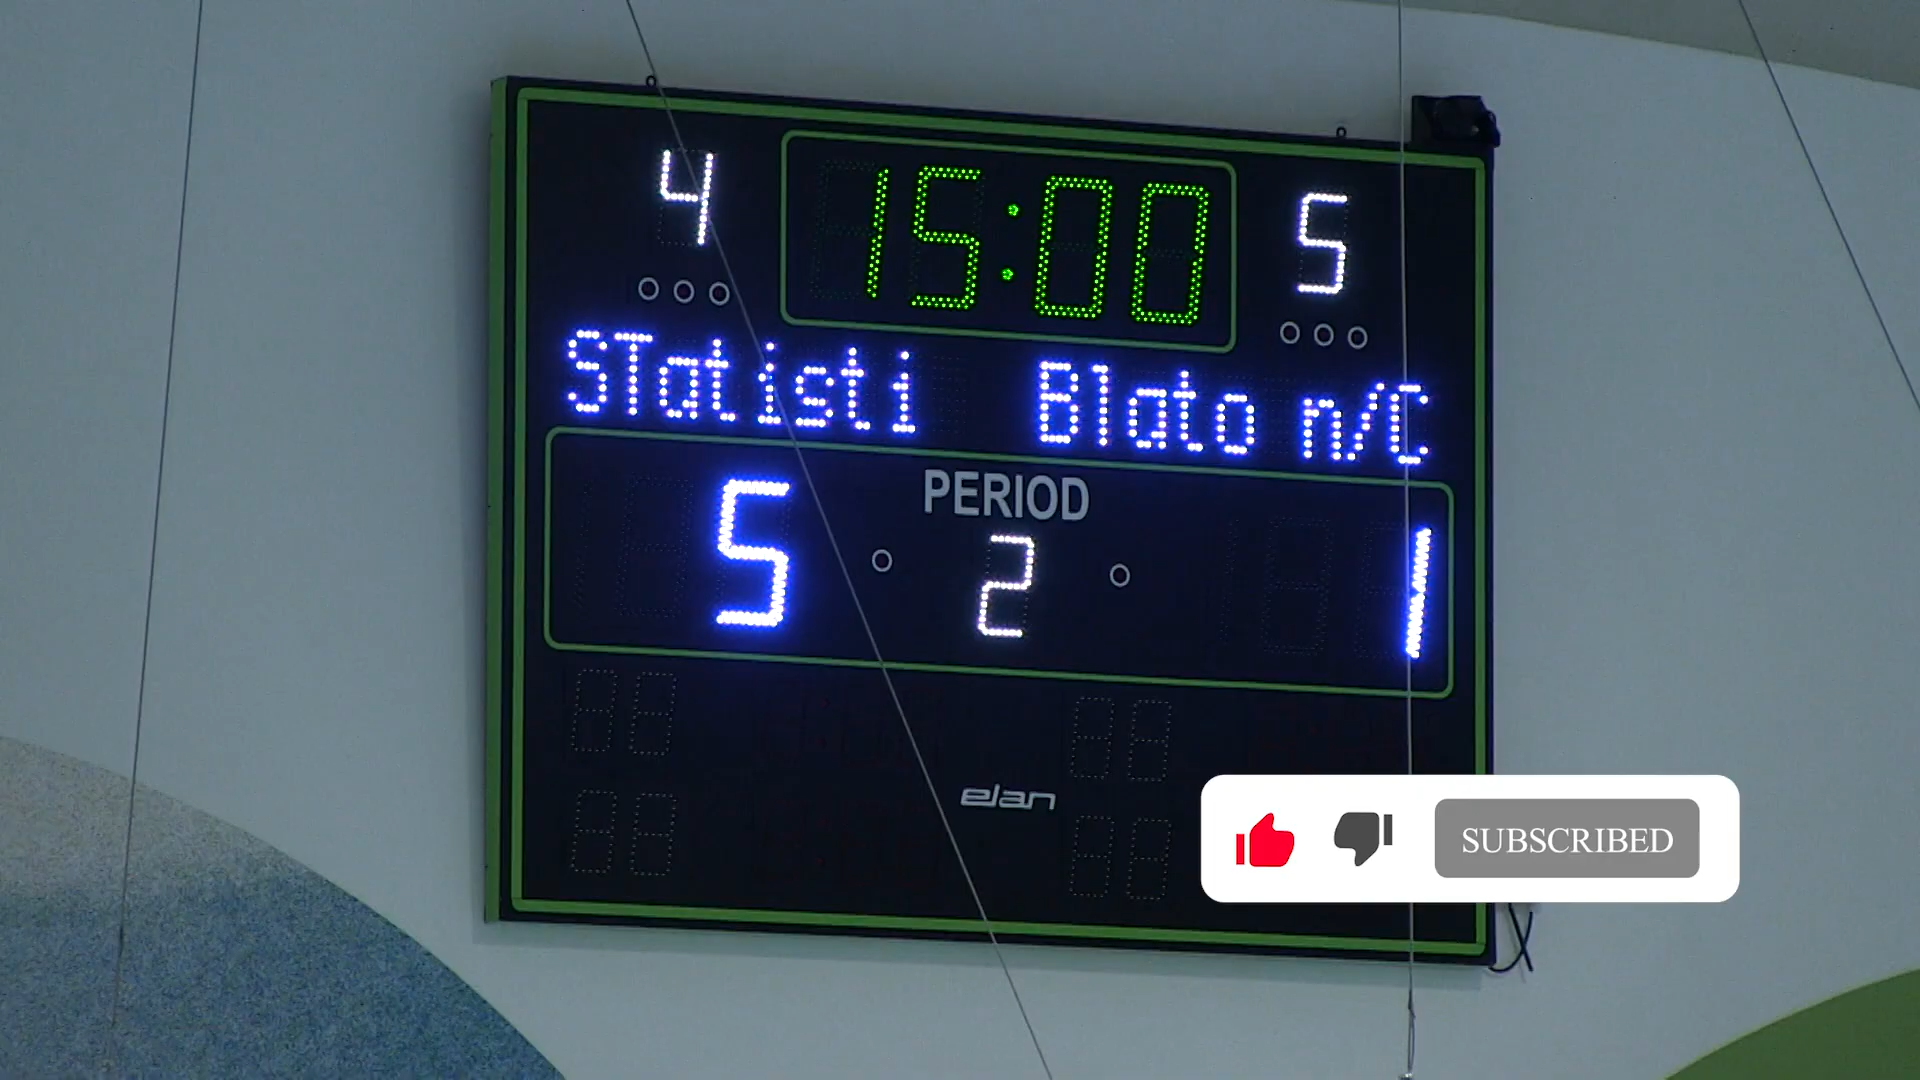 4 15:00 5
STatisti Blato n/C
PERIOD
5 2 1
elan
SUBSCRIBED